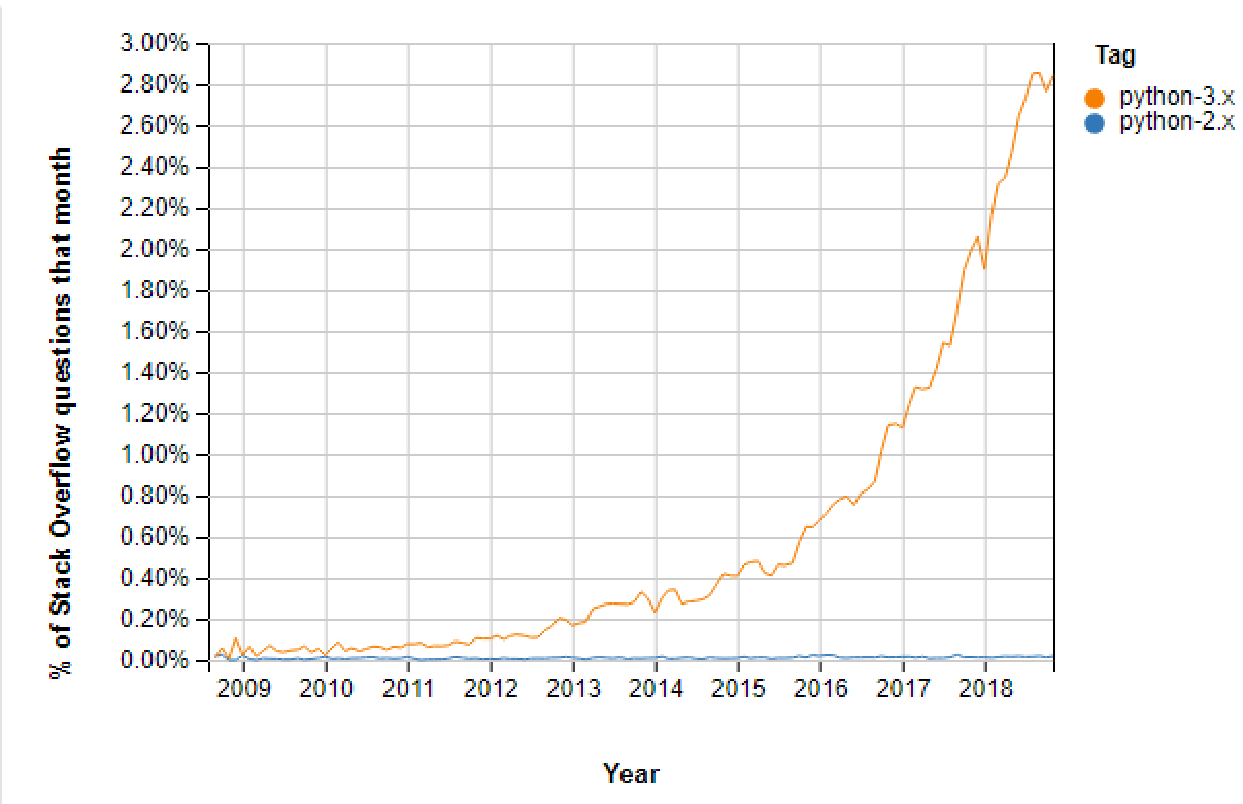 3.00%
2.80%
2.60%
2.40%
2.20%
2.00%
1.80%
1.60%
1.40%
1.20%
1.00%
0.80%
0.60%
0.40%
0.20%
0.00%
% of Stack Overflow questions that month
2009 2010 2011 2012 2013 2014 2015 2016 2017 2018
Year
Tag
python-3.x
python-2.x